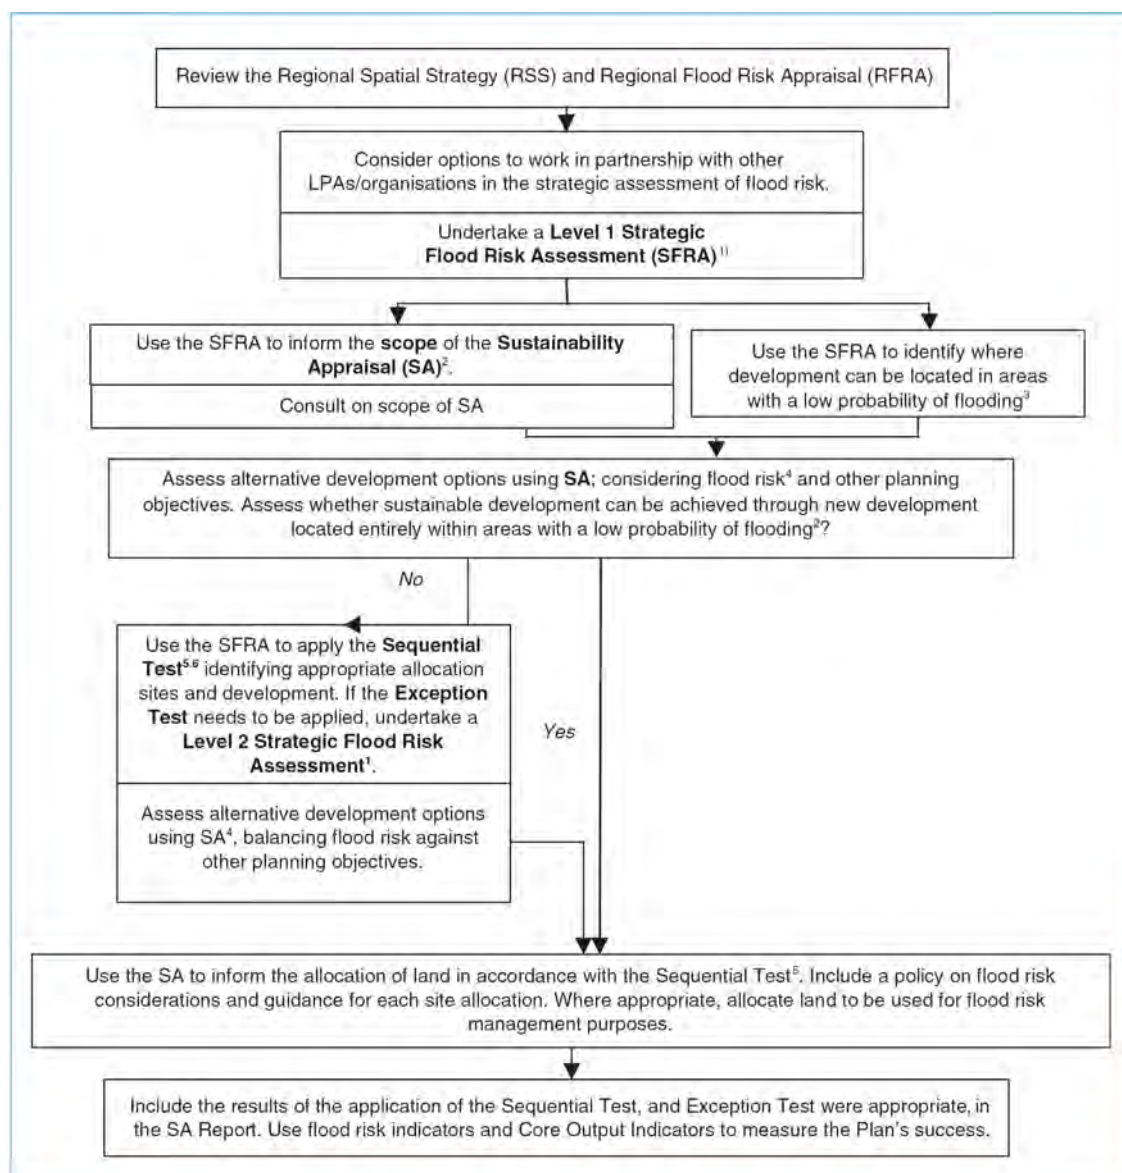 Review the Regional Spatial Strategy (RSS) and Regional Flood Risk Appraisal (RFRA)
Consider options to work in partnership with other
LPAs/organisations in the strategic assessment of flood risk.
Undertake a Level 1 Strategic
Flood Risk Assessment (SFRA)¹⁾
Use the SFRA to inform the scope of the Sustainability
Appraisal (SA)².
Consult on scope of SA
Use the SFRA to identify where
development can be located in areas
with a low probability of flooding³
Assess alternative development options using SA; considering flood risk⁴ and other planning
objectives. Assess whether sustainable development can be achieved through new development
located entirely within areas with a low probability of flooding²?
No
Use the SFRA to apply the Sequential
Test⁵·⁶ identifying appropriate allocation
sites and development. If the Exception
Test needs to be applied, undertake a
Level 2 Strategic Flood Risk
Assessment¹.
Yes
Assess alternative development options
using SA⁴, balancing flood risk against
other planning objectives.
Use the SA to inform the allocation of land in accordance with the Sequential Test⁵. Include a policy on flood risk
considerations and guidance for each site allocation. Where appropriate, allocate land to be used for flood risk
management purposes.
Include the results of the application of the Sequential Test, and Exception Test were appropriate, in
the SA Report. Use flood risk indicators and Core Output Indicators to measure the Plan's success.